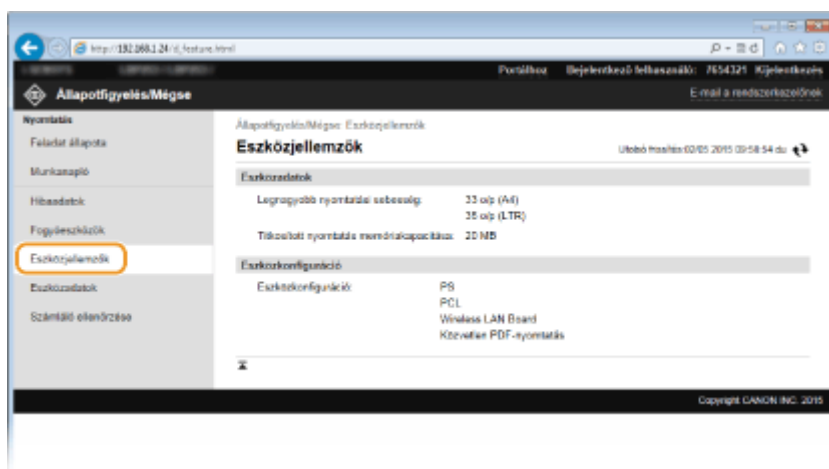 http://192.168.1.24/d_feature.html
Portálhoz Bejelentkező felhasználó: 7654321 Kijelentkezés
Állapotfigyelés/Mégse
E-mail a rendszerkezelőnek
Nyomtatás
Állapotfigyelés/Mégse: Eszközjellemzők
Feladat állapota
Eszközjellemzők
Utolsó frissítés:02/05 2015 03:58:54 du.
Munkanapló
Eszközadatok
Hibaadatok
Legnagyobb nyomtatási sebesség: 33 o/p (A4)
35 o/p (LTR)
Fogyóeszközök
Titkosított nyomtatás memóriakapacitása: 20 MB
Eszközjellemzők
Eszközkonfiguráció
Eszközadatok
Eszközkonfiguráció: PS
PCL
Számláló ellenőrzése
Wireless LAN Board
Közvetlen PDF-nyomtatás
Copyright CANON INC. 2015